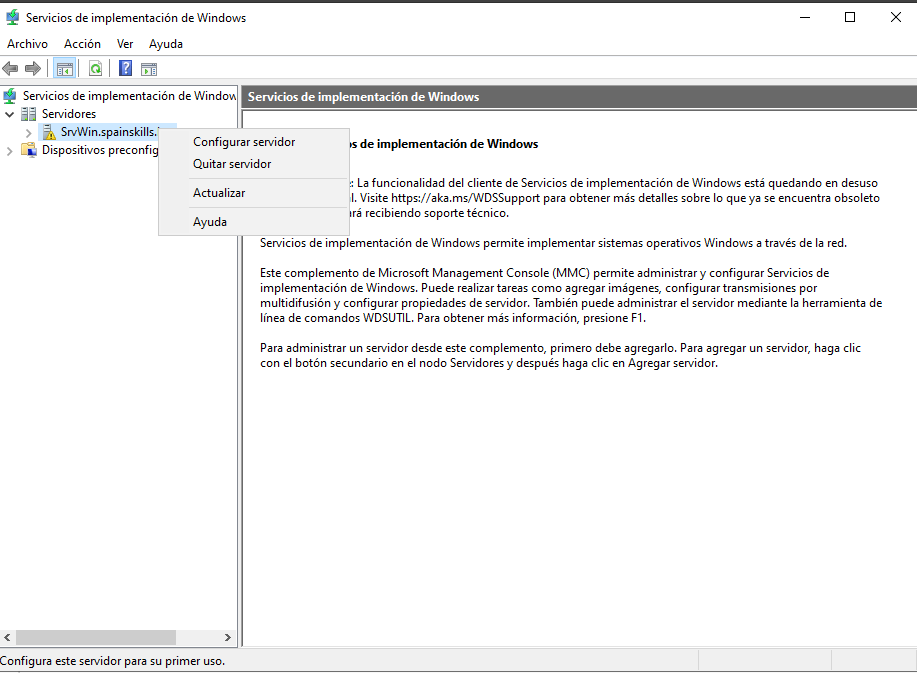 Servicios de implementación de Windows
Archivo Acción Ver Ayuda
Servicios de implementación de Window
Servidores
SrvWin.spainskills.
Dispositivos preconfig
Configurar servidor
Quitar servidor
Actualizar
Ayuda
Servicios de implementación de Windows
os de implementación de Windows
: La funcionalidad del cliente de Servicios de implementación de Windows está quedando en desuso
l. Visite https://aka.ms/WDSSupport para obtener más detalles sobre lo que ya se encuentra obsoleto
ará recibiendo soporte técnico.
Servicios de implementación de Windows permite implementar sistemas operativos Windows a través de la red.
Este complemento de Microsoft Management Console (MMC) permite administrar y configurar Servicios de
implementación de Windows. Puede realizar tareas como agregar imágenes, configurar transmisiones por
multidifusión y configurar propiedades de servidor. También puede administrar el servidor mediante la herramienta de
línea de comandos WDSUTIL. Para obtener más información, presione F1.
Para administrar un servidor desde este complemento, primero debe agregarlo. Para agregar un servidor, haga clic
con el botón secundario en el nodo Servidores y después haga clic en Agregar servidor.
Configura este servidor para su primer uso.